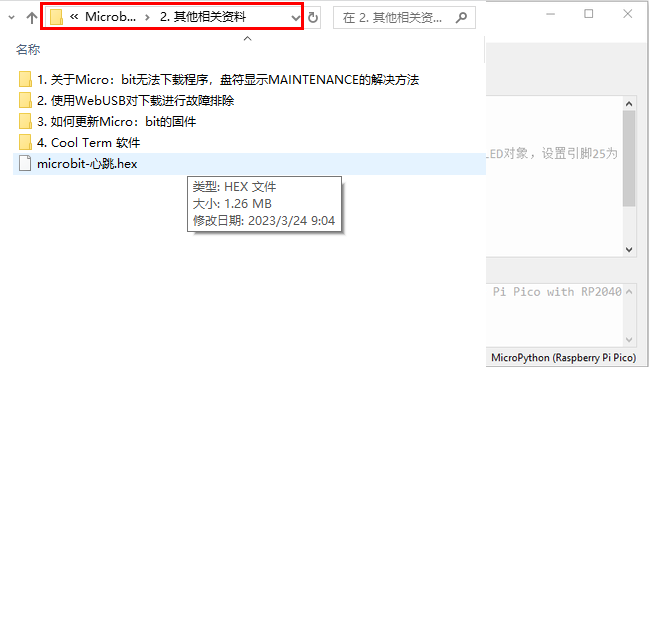 « Microb... › 2. 其他相关资料
在 2. 其他相关资...
名称
1. 关于Micro：bit无法下载程序，盘符显示MAINTENANCE的解决方法
2. 使用WebUSB对下载进行故障排除
3. 如何更新Micro：bit的固件
4. Cool Term 软件
microbit-心跳.hex
类型: HEX 文件
大小: 1.26 MB
修改日期: 2023/3/24 9:04
ED对象，设置引脚25为
Pi Pico with RP2040
MicroPython (Raspberry Pi Pico)